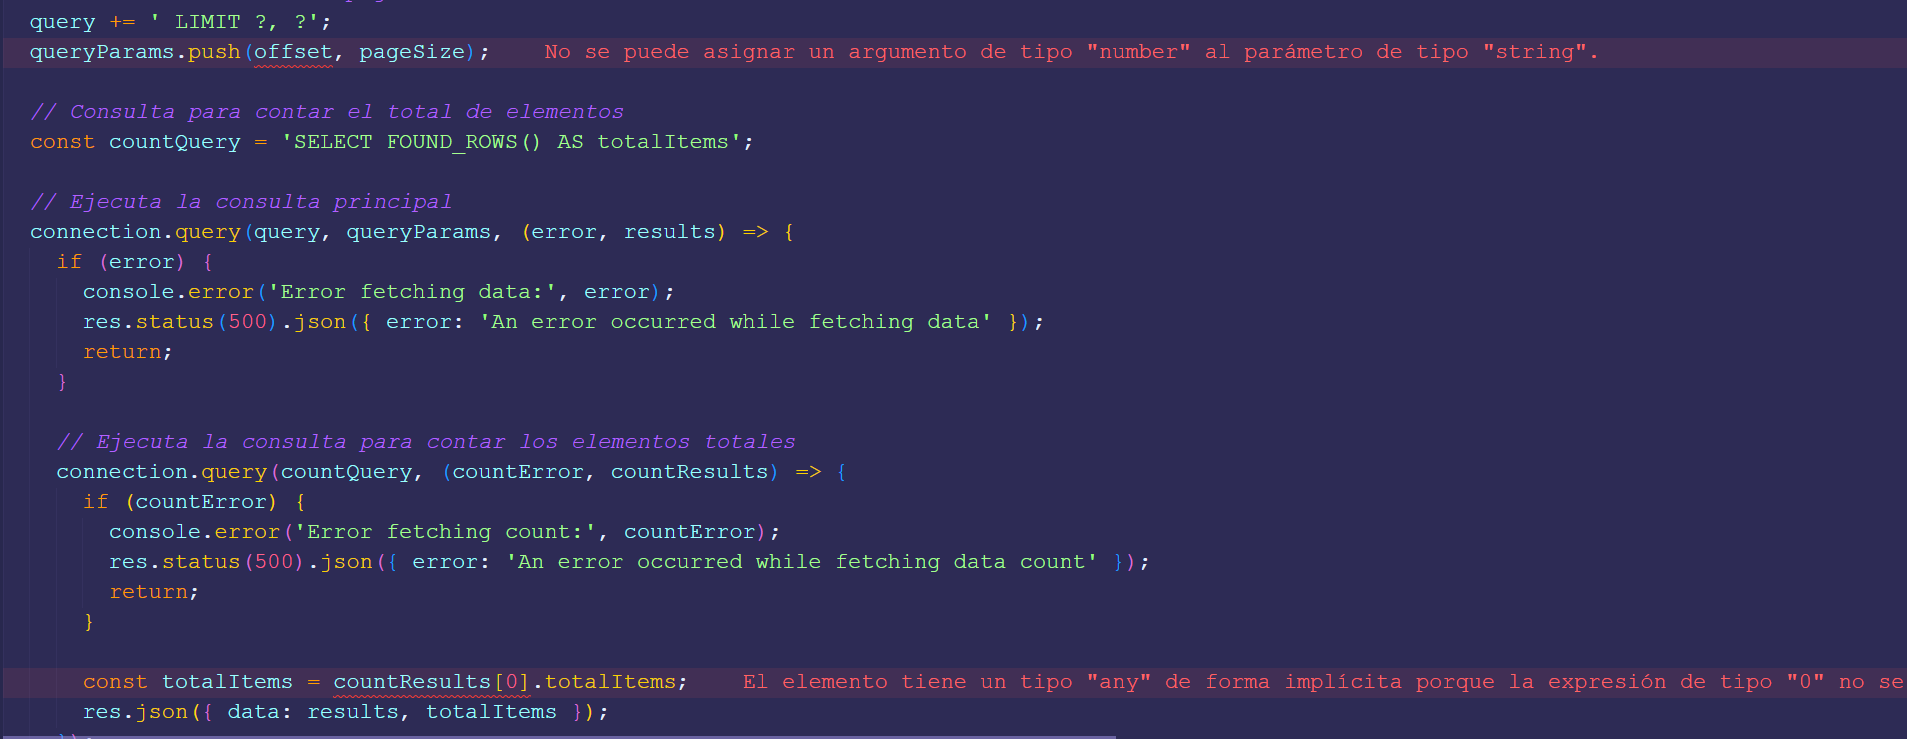 query += ' LIMIT ?, ?';
queryParams.push(offset, pageSize);    No se puede asignar un argumento de tipo "number" al parámetro de tipo "string".
// Consulta para contar el total de elementos
const countQuery = 'SELECT FOUND_ROWS() AS totalItems';
// Ejecuta la consulta principal
connection.query(query, queryParams, (error, results) => {
  if (error) {
    console.error('Error fetching data:', error);
    res.status(500).json({ error: 'An error occurred while fetching data' });
    return;
  }
  // Ejecuta la consulta para contar los elementos totales
  connection.query(countQuery, (countError, countResults) => {
    if (countError) {
      console.error('Error fetching count:', countError);
      res.status(500).json({ error: 'An error occurred while fetching data count' });
      return;
    }
    const totalItems = countResults[0].totalItems;    El elemento tiene un tipo "any" de forma implícita porque la expresión de tipo "0" no se
    res.json({ data: results, totalItems });